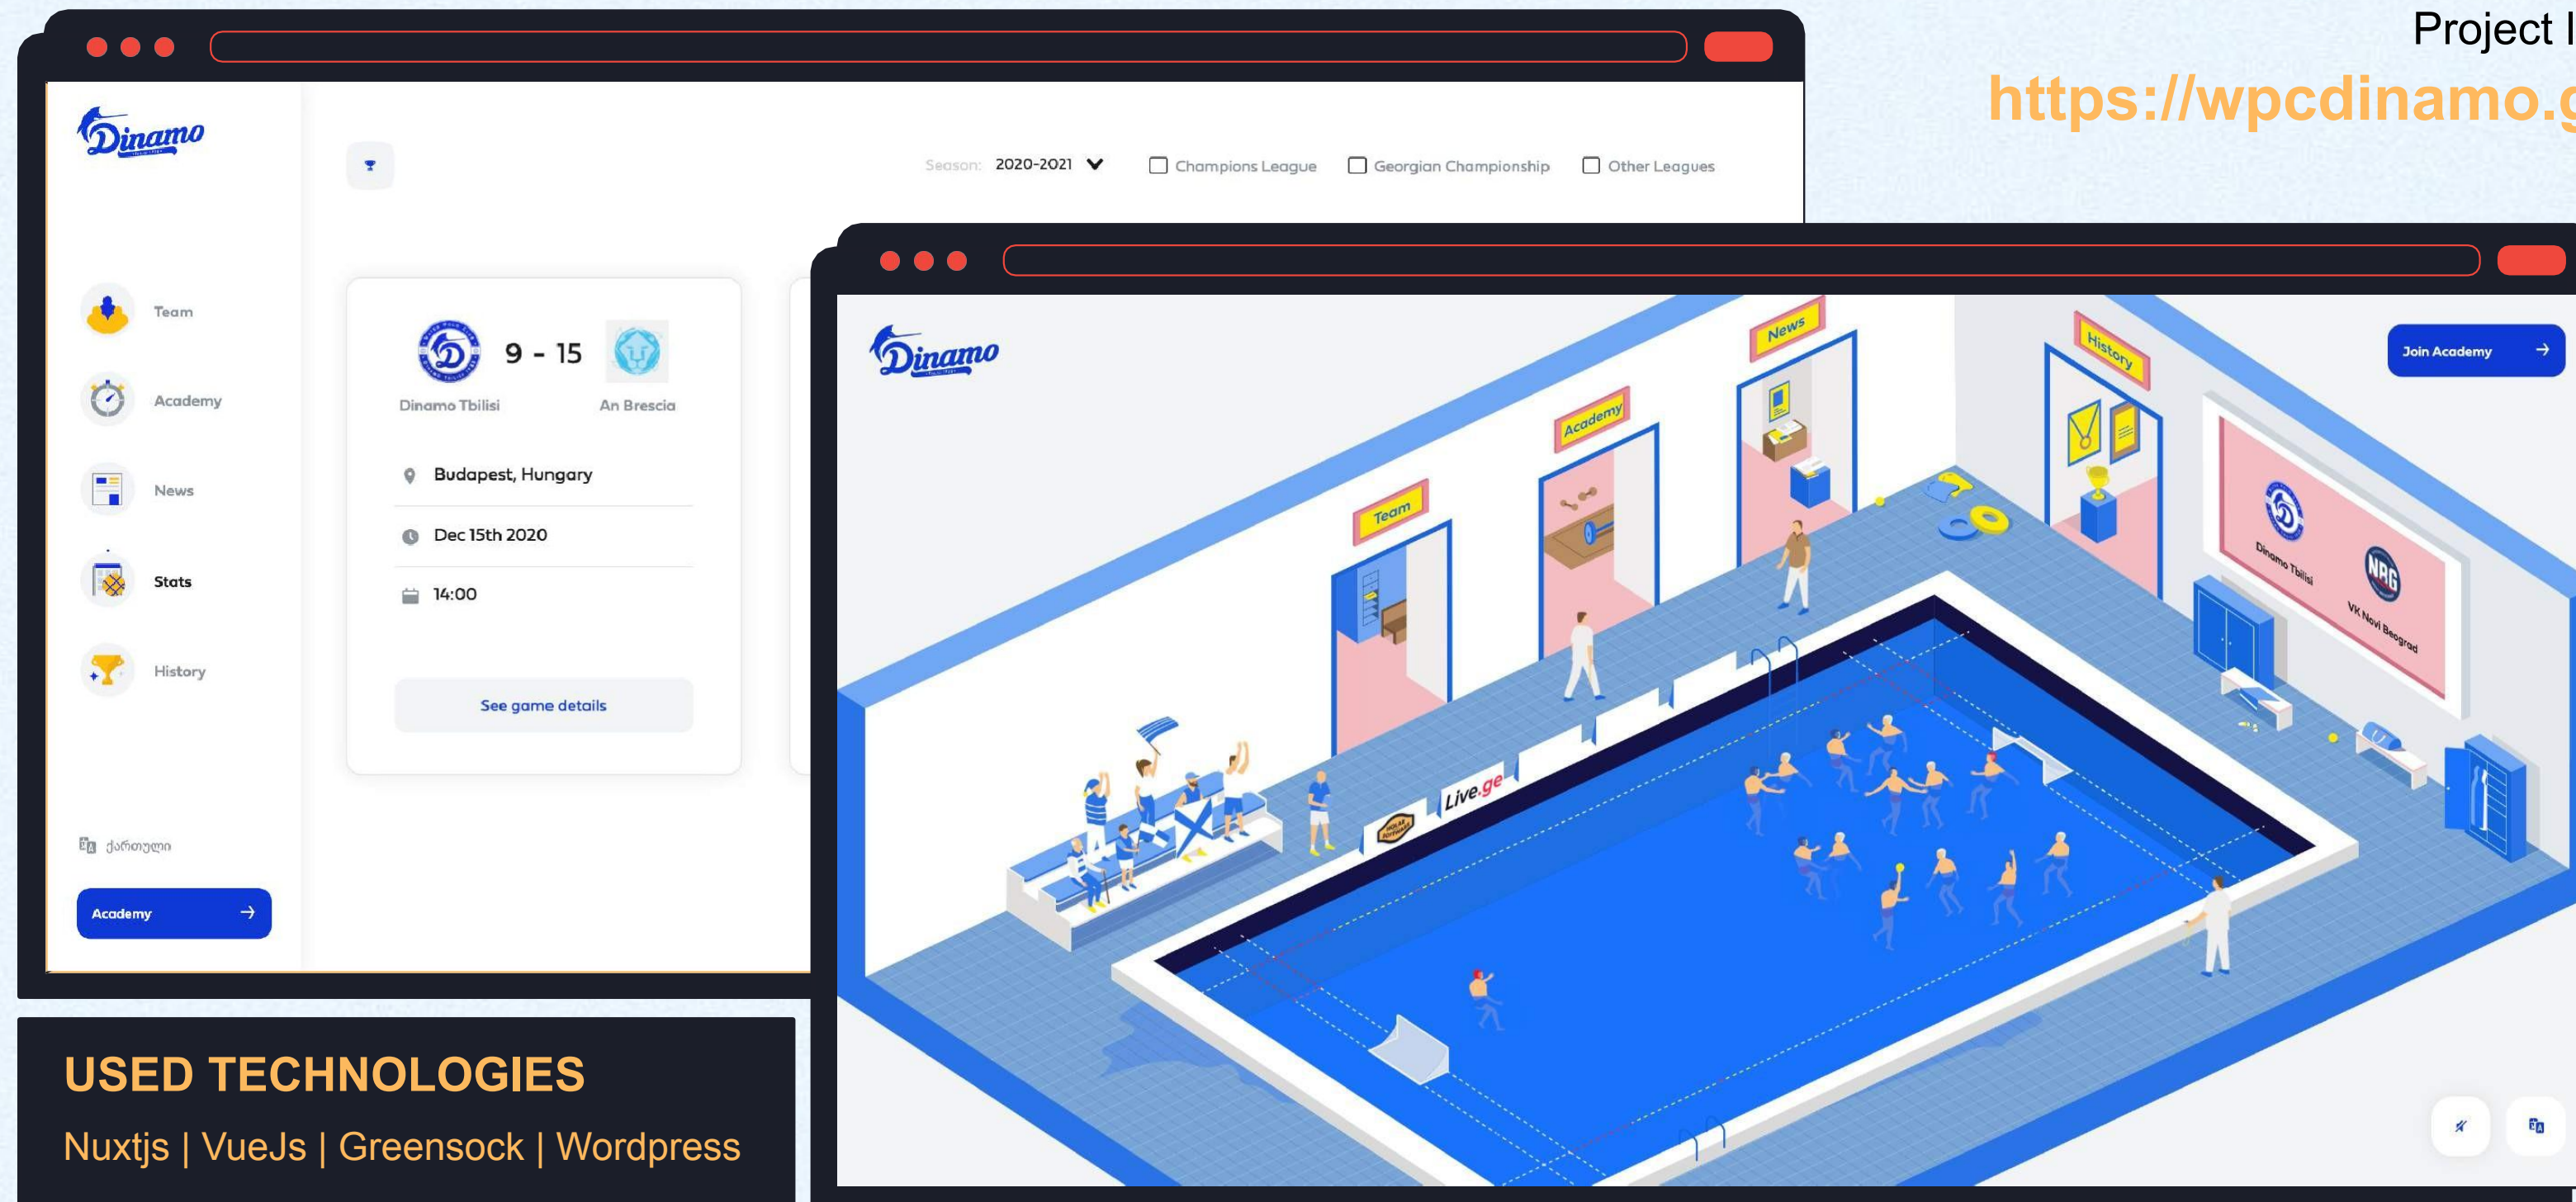 Project l
https://wpcdinamo.g
Dinamo
Season: 2020-2021
Champions League
Georgian Championship
Other Leagues
Team
Academy
News
Stats
History
ქართული
Academy
9 - 15
Dinamo Tbilisi
An Brescia
Budapest, Hungary
Dec 15th 2020
14:00
See game details
Dinamo
Join Academy
News
History
Academy
Team
Dinamo Tbilisi
NBG
VK Novi Beograd
Live.ge
USED TECHNOLOGIES
Nuxtjs | VueJs | Greensock | Wordpress